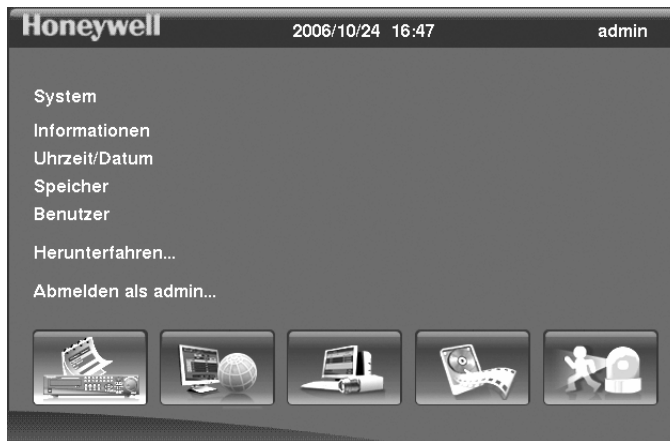 Honeywell 2006/10/24 16:47 admin
System
Informationen
Uhrzeit/Datum
Speicher
Benutzer
Herunterfahren...
Abmelden als admin...